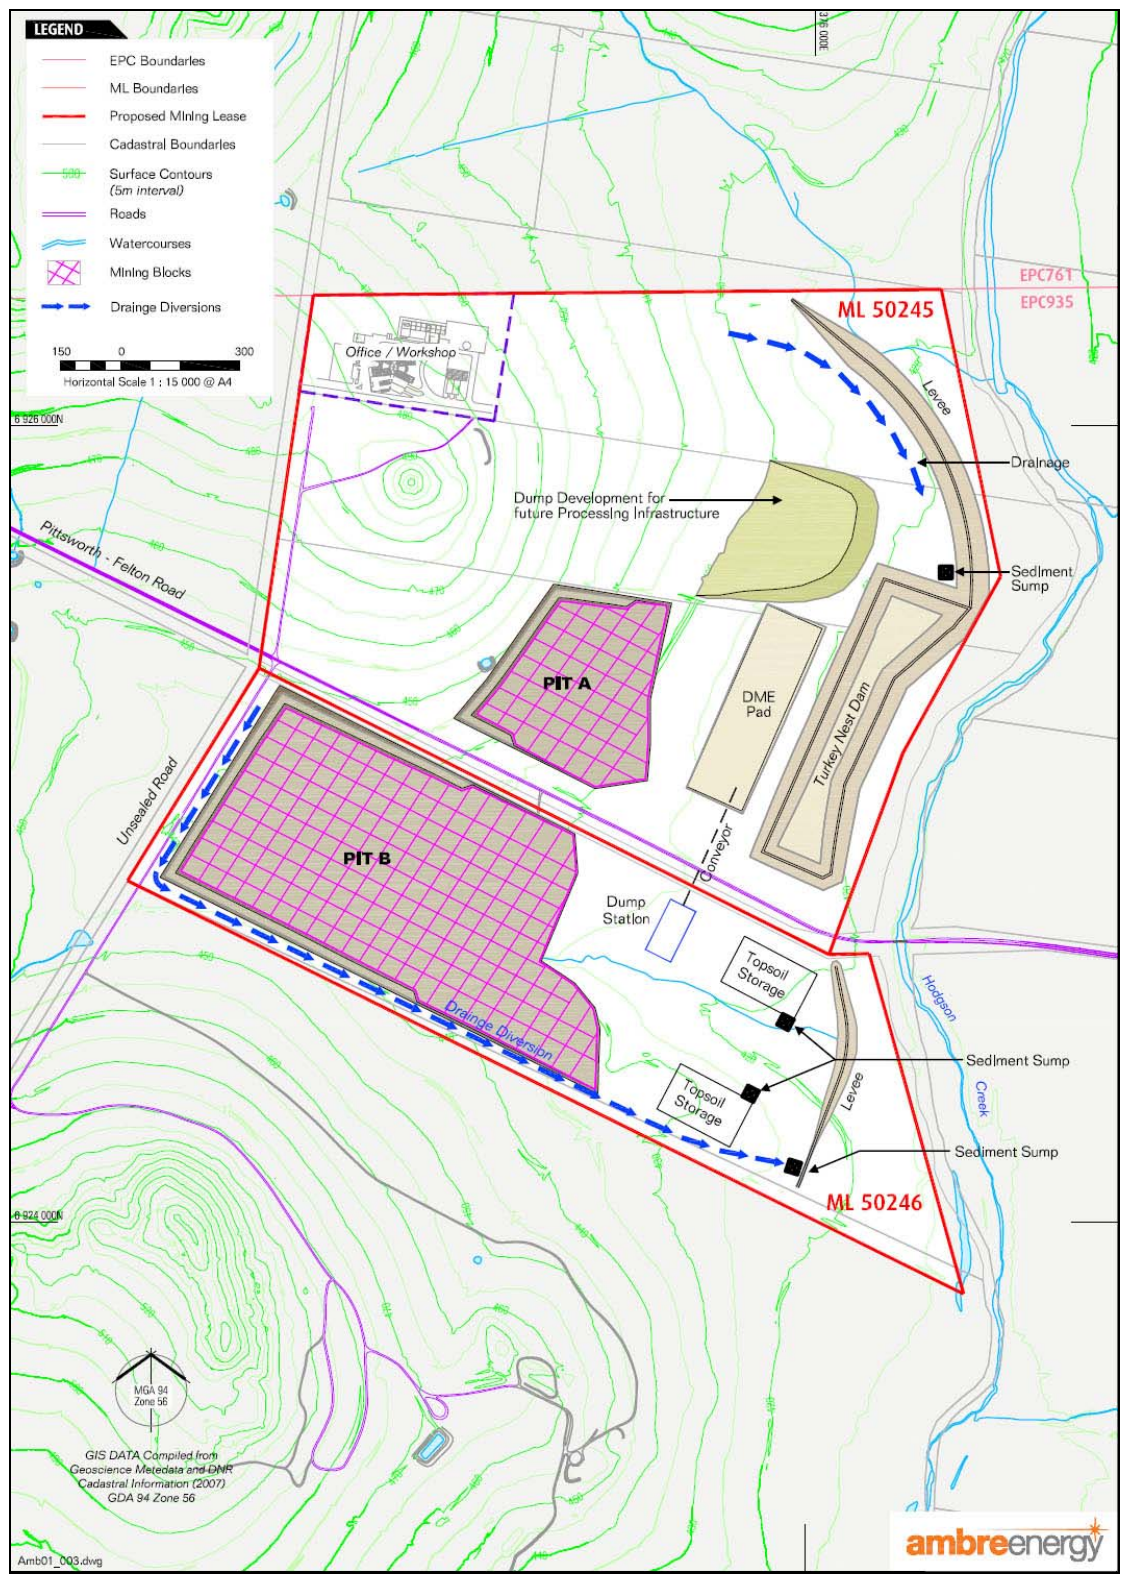 LEGEND
EPC Boundaries
ML Boundaries
Proposed Mining Lease
Cadastral Boundaries
500
Surface Contours
(5m interval)
Roads
Watercourses
Mining Blocks
Drainge Diversions
150 0 300
Horizontal Scale 1 : 15 000 @ A4
376 000E
EPC761
EPC935
ML 50245
Office / Workshop
6 926 000N
Levee
Drainage
Dump Development for
future Processing Infrastructure
Sediment
Sump
Pittsworth - Felton Road
PIT A
DME
Pad
Turkey Nest Dam
Unsealed Road
PIT B
Conveyor
Dump
Station
Topsoil
Storage
Hodgson
Creek
Drainge Diversion
Sediment Sump
Levee
Topsoil
Storage
Sediment Sump
ML 50246
6 924 000N
MGA 94
Zone 56
GIS DATA Compiled from
Geoscience Metedata and DNR
Cadastral Information (2007)
GDA 94 Zone 56
Amb01_003.dwg
ambreenergy